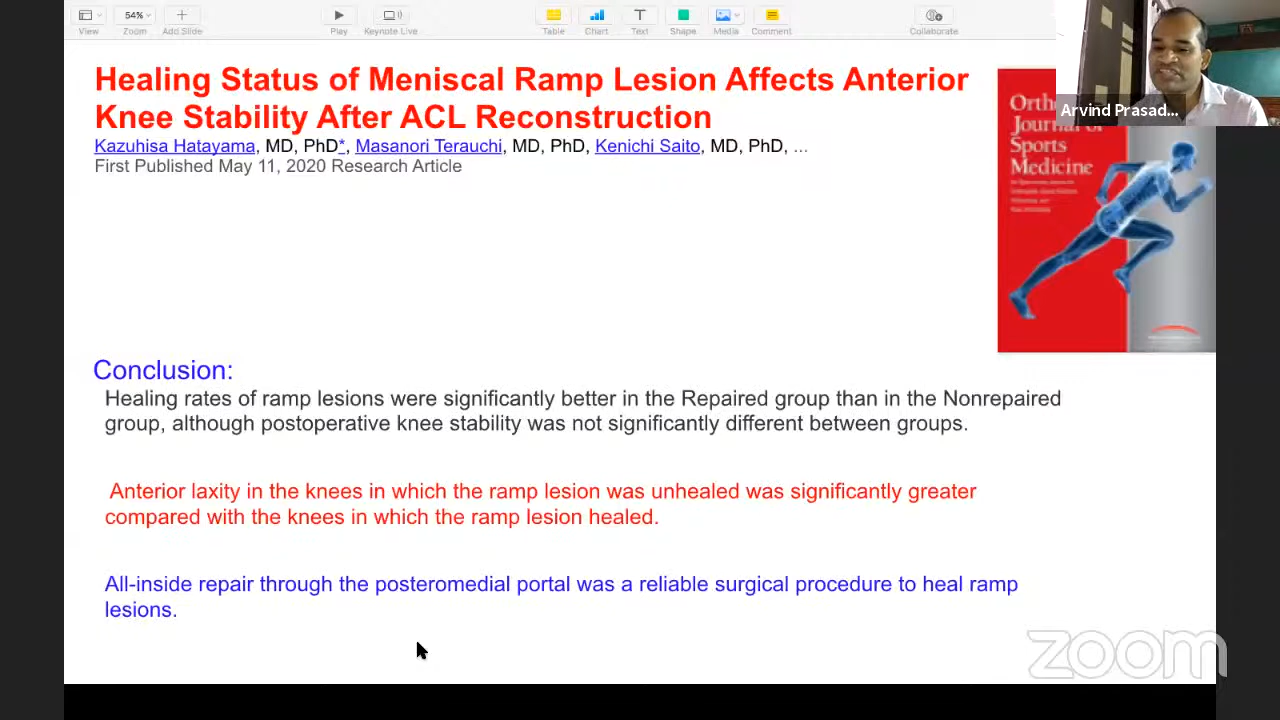 54%
View
Zoom
Add Slide
Play
Keynote Live
Table
Chart
Text
Shape
Media
Comment
Collaborate
Healing Status of Meniscal Ramp Lesion Affects Anterior
Knee Stability After ACL Reconstruction
Kazuhisa Hatayama, MD, PhD*, Masanori Terauchi, MD, PhD, Kenichi Saito, MD, PhD, ...
First Published May 11, 2020 Research Article
Arvind Prasad...
Journal of
Sports
Medicine
Conclusion:
Healing rates of ramp lesions were significantly better in the Repaired group than in the Nonrepaired
group, although postoperative knee stability was not significantly different between groups.
Anterior laxity in the knees in which the ramp lesion was unhealed was significantly greater
compared with the knees in which the ramp lesion healed.
All-inside repair through the posteromedial portal was a reliable surgical procedure to heal ramp
lesions.
zoom